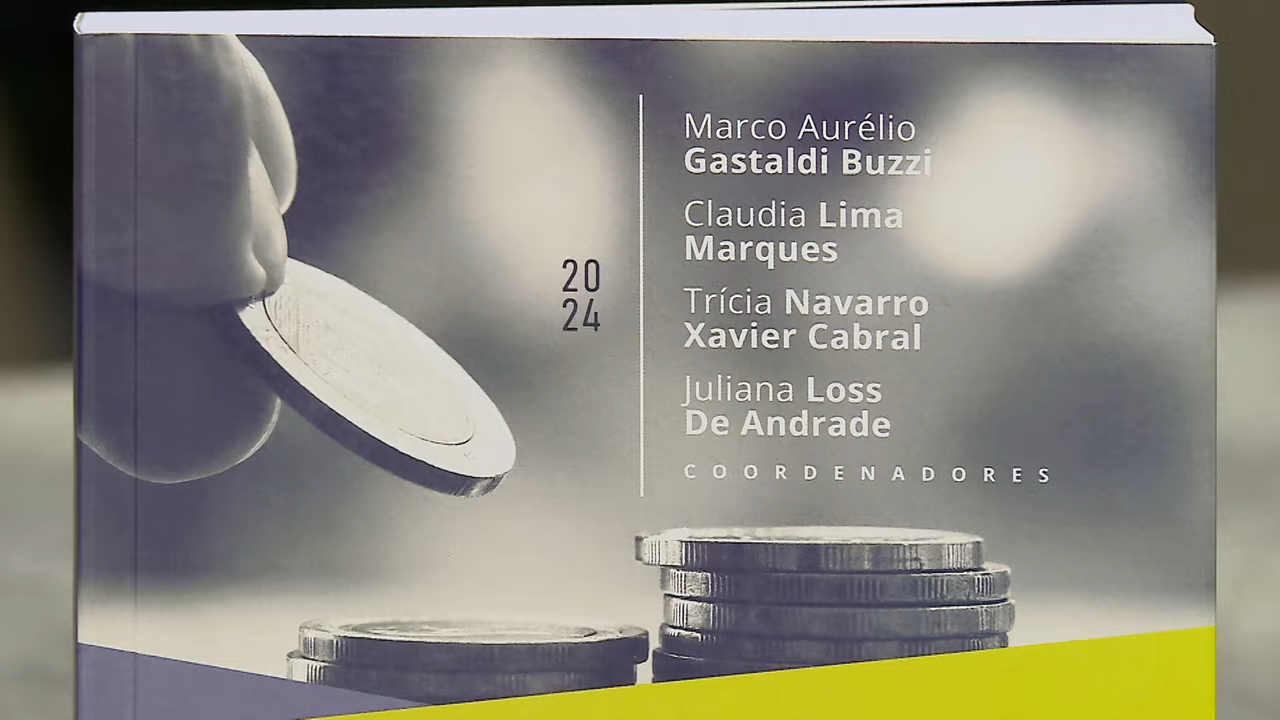 20
24
Marco Aurélio
Gastaldi Buzzi
Claudia Lima
Marques
Trícia Navarro
Xavier Cabral
Juliana Loss
De Andrade
COORDENADORES